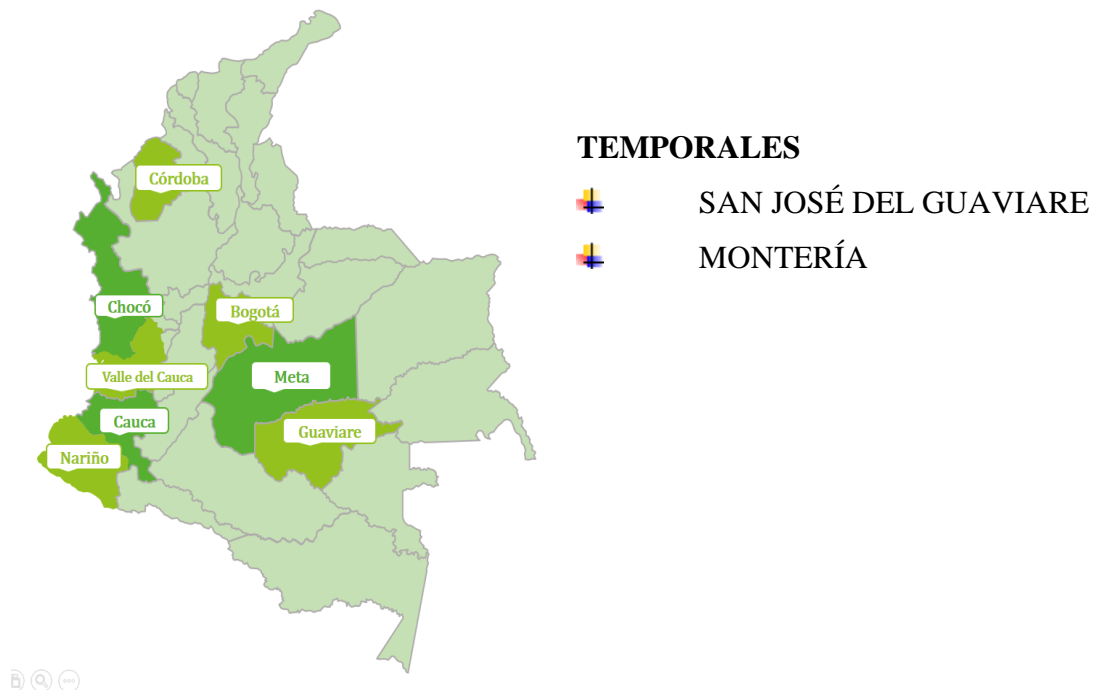 Córdoba
Chocó
Bogotá
Valle del Cauca
Meta
Cauca
Guaviare
Nariño
TEMPORALES
SAN JOSÉ DEL GUAVIARE
MONTERÍA